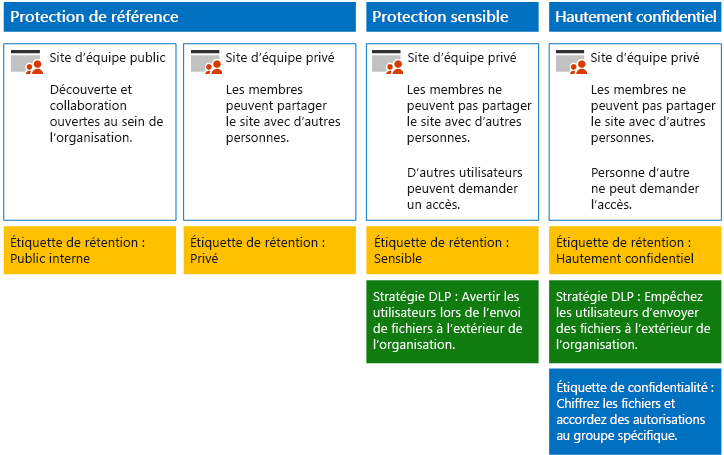 Protection de référence
Site d'équipe public
Découverte et
collaboration
ouvertes au sein de
l'organisation.
Étiquette de rétention :
Public interne
Site d'équipe privé
Les membres
peuvent partager
le site avec d'autres
personnes.
Étiquette de rétention :
Privé
Protection sensible
Site d'équipe privé
Les membres ne
peuvent pas partager
le site avec d'autres
personnes.
D'autres utilisateurs
peuvent demander
un accès.
Étiquette de rétention :
Sensible
Stratégie DLP : Avertir les
utilisateurs lors de l'envoi
de fichiers à l'extérieur de
l'organisation.
Hautement confidentiel
Site d'équipe privé
Les membres ne
peuvent pas partager
le site avec d'autres
personnes.
Personne d'autre
ne peut demander
l'accès.
Étiquette de rétention :
Hautement confidentiel
Stratégie DLP : Empêchez
les utilisateurs d'envoyer
des fichiers à l'extérieur de
l'organisation.
Étiquette de confidentialité :
Chiffrez les fichiers et
accordez des autorisations
au groupe spécifique.